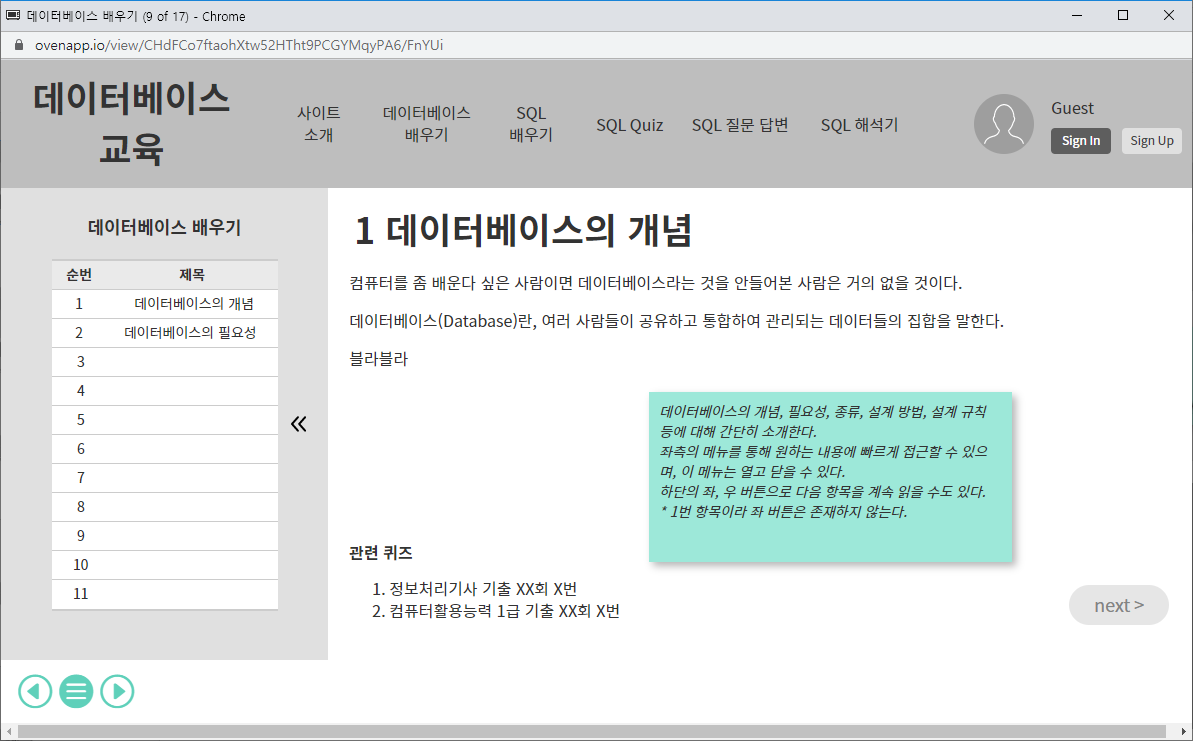 데이터베이스 배우기 (9 of 17) - Chrome
ovenapp.io/view/CHdFCo7ftaohXtw52HTht9PCGYMqyPA6/FnYUi
데이터베이스
교육
사이트
소개
데이터베이스
배우기
SQL
배우기
SQL Quiz
SQL 질문 답변
SQL 해석기
Guest
Sign In
Sign Up
데이터베이스 배우기
순번 제목
1 데이터베이스의 개념
2 데이터베이스의 필요성
3
4
5
6
7
8
9
10
11
«
1 데이터베이스의 개념
컴퓨터를 좀 배운다 싶은 사람이면 데이터베이스라는 것을 안들어본 사람은 거의 없을 것이다.
데이터베이스(Database)란, 여러 사람들이 공유하고 통합하여 관리되는 데이터들의 집합을 말한다.
블라블라
데이터베이스의 개념, 필요성, 종류, 설계 방법, 설계 규칙
등에 대해 간단히 소개한다.
좌측의 메뉴를 통해 원하는 내용에 빠르게 접근할 수 있으
며, 이 메뉴는 열고 닫을 수 있다.
하단의 좌, 우 버튼으로 다음 항목을 계속 읽을 수도 있다.
* 1번 항목이라 좌 버튼은 존재하지 않는다.
관련 퀴즈
1. 정보처리기사 기출 XX회 X번
2. 컴퓨터활용능력 1급 기출 XX회 X번
next >